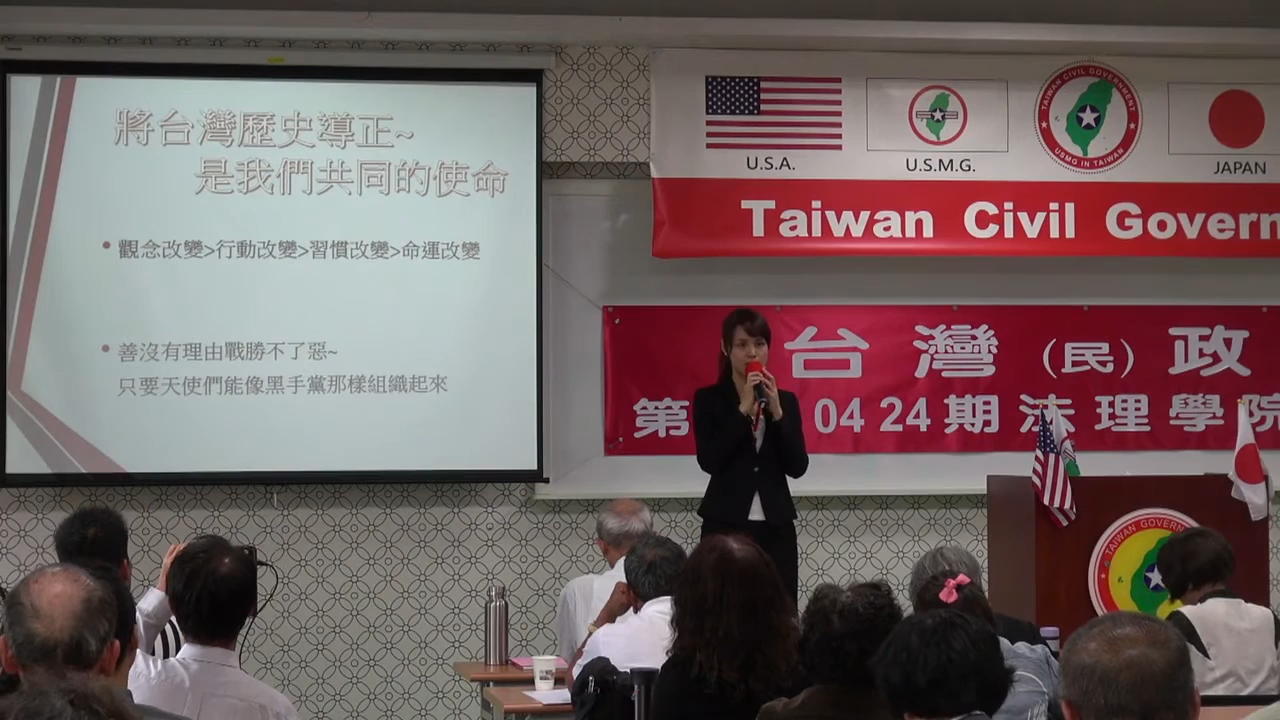 將台灣歷史導正~
是我們共同的使命
• 觀念改變>行動改變>習慣改變>命運改變
• 善沒有理由戰勝不了惡~
只要天使們能像黑手黨那樣組織起來
U.S.A.
U.S.M.G.
TAIWAN CIVIL GOVERNMENT
USMG IN TAIWAN
JAPAN
Taiwan Civil Govern
台灣(民)政
第 04 24期法理學院
TAIWAN GOVERN